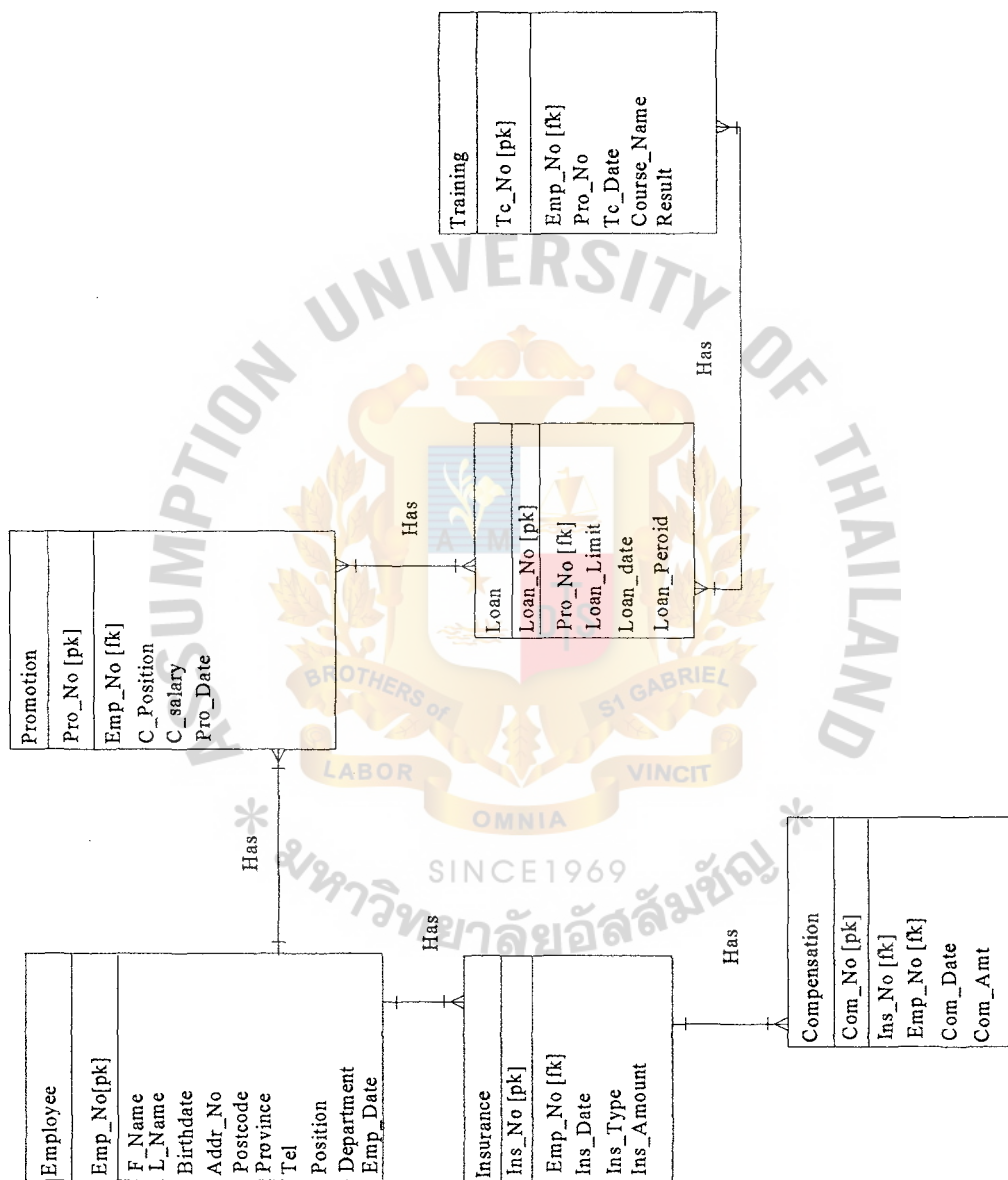 Employee
Emp_No[pk]
F_Name
L_Name
Birthdate
Addr_No
Postcode
Province
Tel
Position
Department
Emp_Date
Has
Promotion
Pro_No [pk]
Emp_No [fk]
C_Position
C_salary
Pro_Date
Has
Insurance
Ins_No [pk]
Emp_No [fk]
Ins_Date
Ins_Type
Ins_Amount
Has
Loan
Loan_No [pk]
Pro_No [fk]
Loan_Limit
Loan_date
Loan_Peroid
Has
Training
Tc_No [pk]
Emp_No [fk]
Pro_No
Tc_Date
Course_Name
Result
Has
Compensation
Com_No [pk]
Ins_No [fk]
Emp_No [fk]
Com_Date
Com_Amt
ASSUMPTION UNIVERSITY OF THAILAND
BROTHERS of
S1 GABRIEL
LABOR
OMNIA
VINCIT
SINCE1969
* มหาวิทยาลัยอัสสัมชัญ *